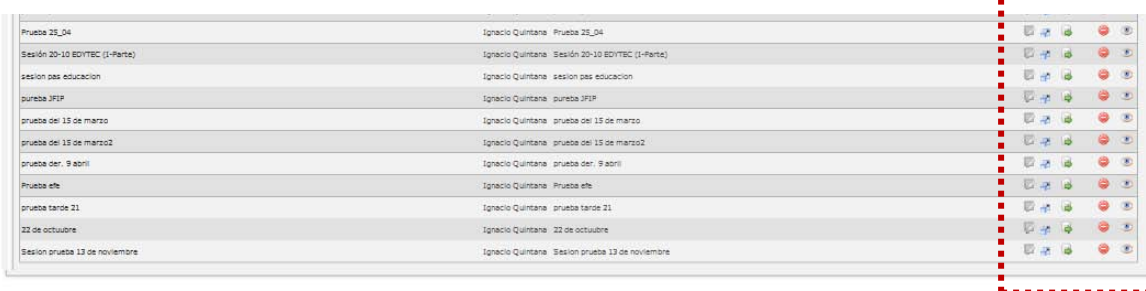 Prueba 25_04 Ignacio Quintana Prueba 25_04
Sesión 20-10 EDYTEC (1-Parte) Ignacio Quintana Sesión 20-10 EDYTEC (1-Parte)
sesion pas educacion Ignacio Quintana sesion pas educacion
pureba JFIP Ignacio Quintana pureba JFIP
prueba del 15 de marzo Ignacio Quintana prueba del 15 de marzo
prueba del 15 de marzo2 Ignacio Quintana prueba del 15 de marzo2
prueba der. 9 abril Ignacio Quintana prueba der. 9 abril
Prueba efe Ignacio Quintana Prueba efe
prueba tarde 21 Ignacio Quintana prueba tarde 21
22 de octuubre Ignacio Quintana 22 de octuubre
Sesion prueba 13 de noviembre Ignacio Quintana Sesion prueba 13 de noviembre